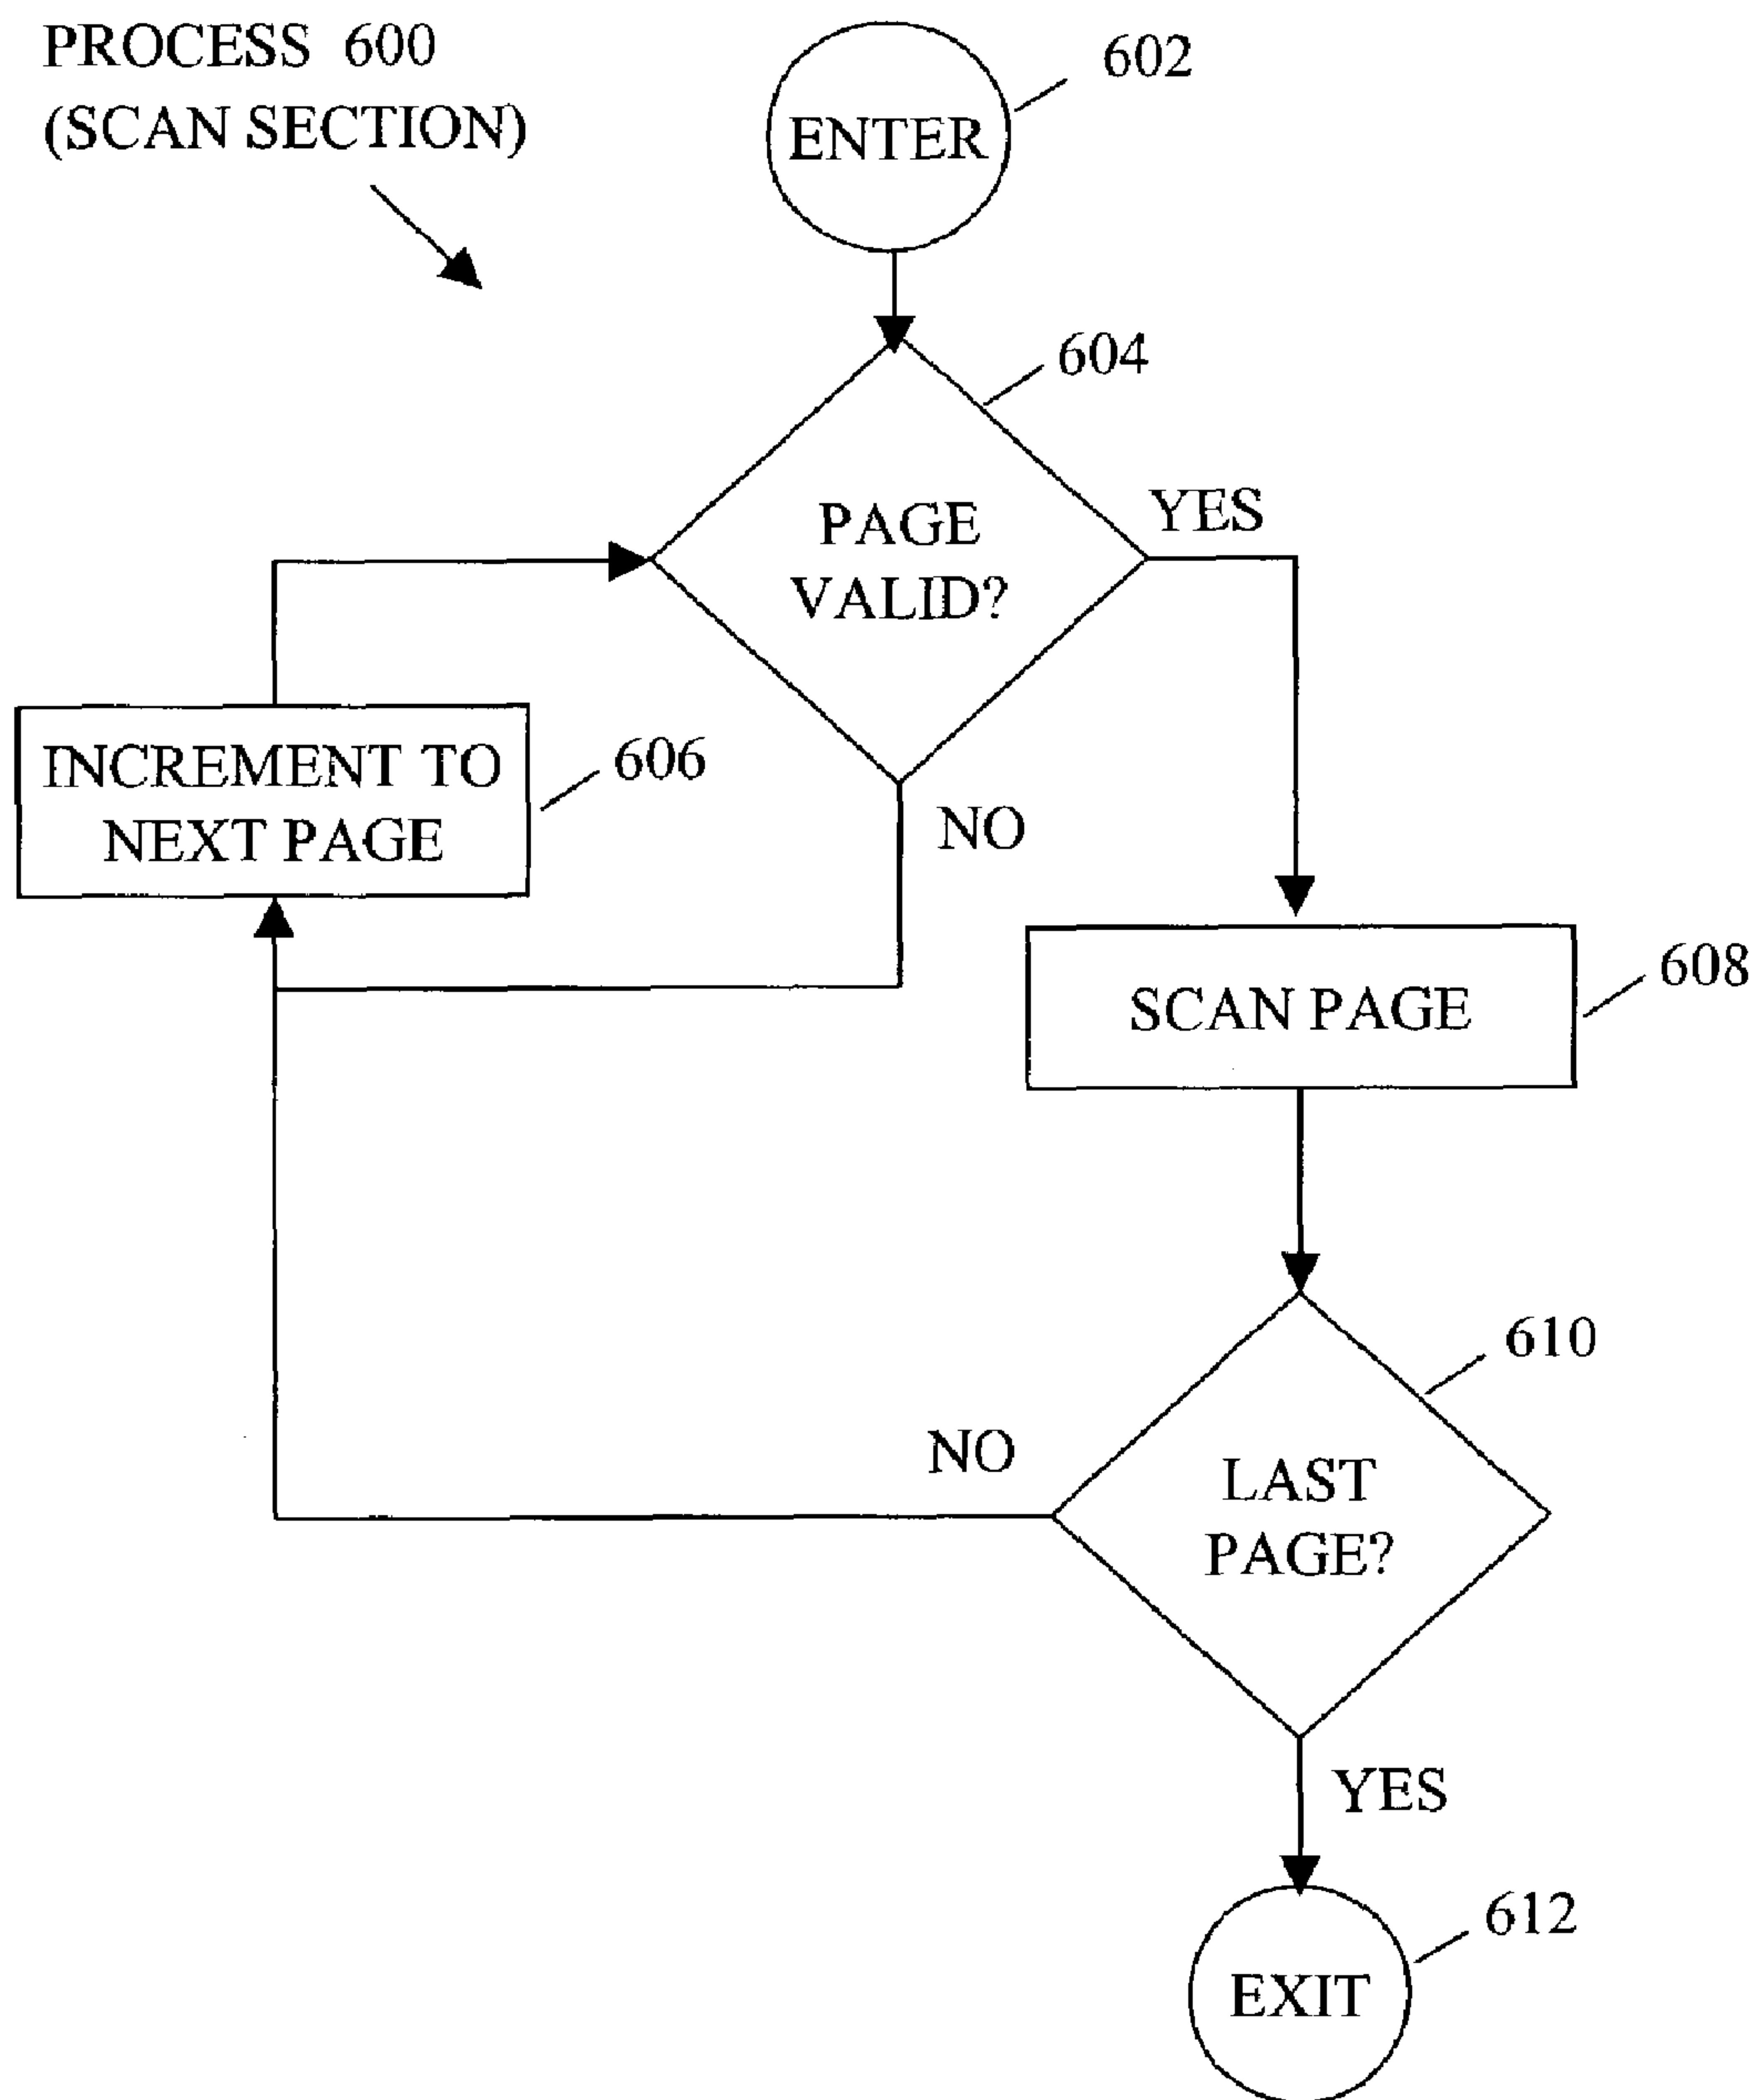 PROCESS 600
(SCAN SECTION)
602
ENTER
604
PAGE
VALID?
YES
NO
INCREMENT TO
NEXT PAGE
606
SCAN PAGE
608
610
LAST
PAGE?
NO
YES
612
EXIT